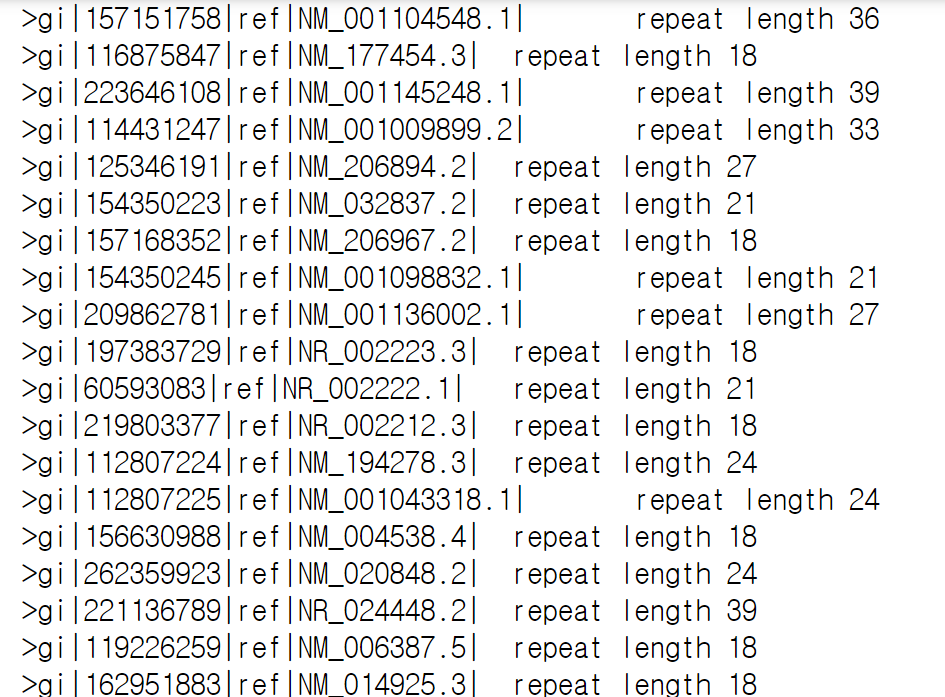 >gi|157151758|ref|NM_001104548.1| repeat length 36
>gi|116875847|ref|NM_177454.3| repeat length 18
>gi|223646108|ref|NM_001145248.1| repeat length 39
>gi|114431247|ref|NM_001009899.2| repeat length 33
>gi|125346191|ref|NM_206894.2| repeat length 27
>gi|154350223|ref|NM_032837.2| repeat length 21
>gi|157168352|ref|NM_206967.2| repeat length 18
>gi|154350245|ref|NM_001098832.1| repeat length 21
>gi|209862781|ref|NM_001136002.1| repeat length 27
>gi|197383729|ref|NR_002223.3| repeat length 18
>gi|60593083|ref|NR_002222.1| repeat length 21
>gi|219803377|ref|NR_002212.3| repeat length 18
>gi|112807224|ref|NM_194278.3| repeat length 24
>gi|112807225|ref|NM_001043318.1| repeat length 24
>gi|156630988|ref|NM_004538.4| repeat length 18
>gi|262359923|ref|NM_020848.2| repeat length 24
>gi|221136789|ref|NR_024448.2| repeat length 39
>gi|119226259|ref|NM_006387.5| repeat length 18
>gi|162951883|ref|NM_014925.3| repeat length 18